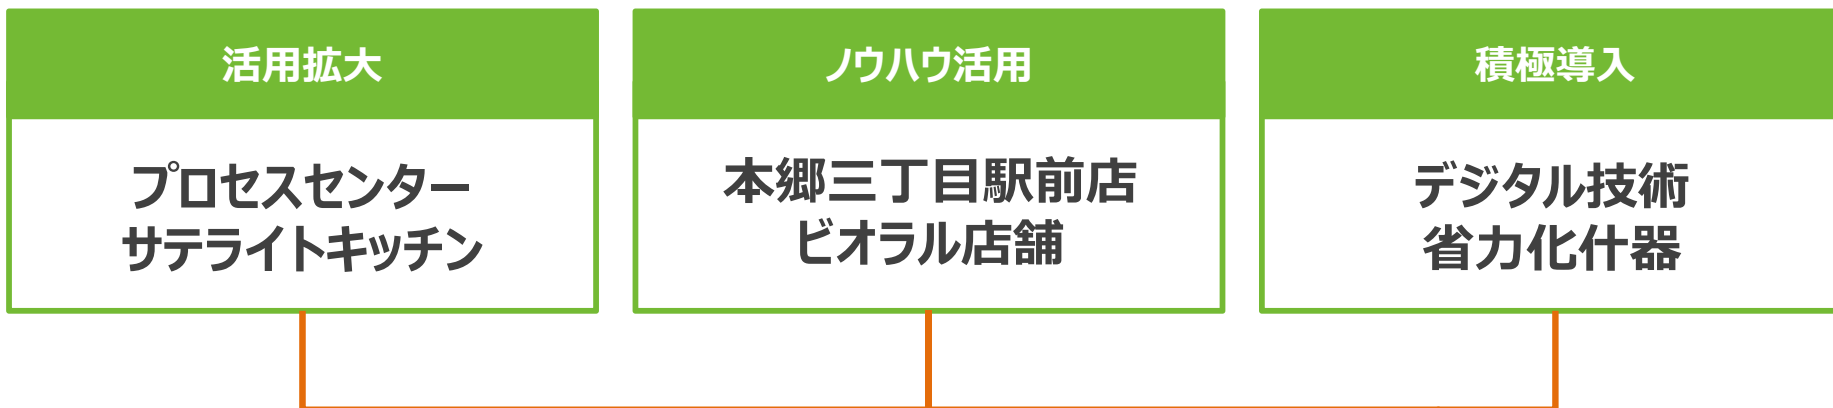 活用拡大
プロセスセンター
サテライトキッチン
ノウハウ活用
本郷三丁目駅前店
ビオラル店舗
積極導入
デジタル技術
省力化什器